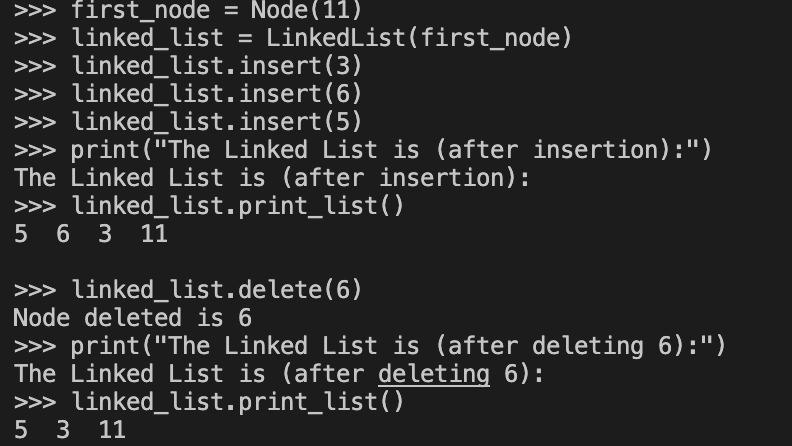 >>> first_node = Node(11)
>>> linked_list = LinkedList(first_node)
>>> linked_list.insert(3)
>>> linked_list.insert(6)
>>> linked_list.insert(5)
>>> print("The Linked List is (after insertion):")
The Linked List is (after insertion):
>>> linked_list.print_list()
5  6  3  11
>>> linked_list.delete(6)
Node deleted is 6
>>> print("The Linked List is (after deleting 6):")
The Linked List is (after deleting 6):
>>> linked_list.print_list()
5  3  11